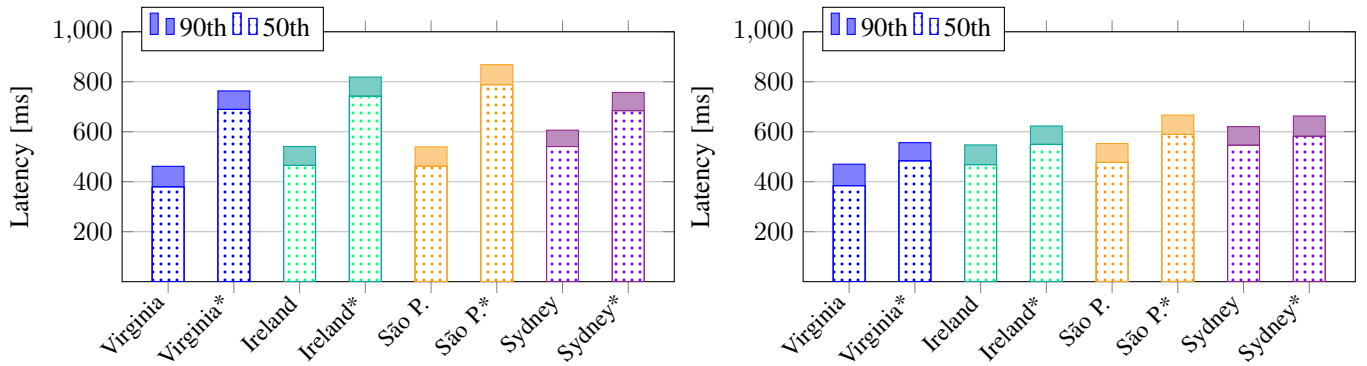 90th 50th
1,000
800
600
400
200
Latency [ms]
Virginia
Virginia*
Ireland
Ireland*
São P.
São P.*
Sydney
Sydney*
90th 50th
1,000
800
600
400
200
Latency [ms]
Virginia
Virginia*
Ireland
Ireland*
São P.
São P.*
Sydney
Sydney*